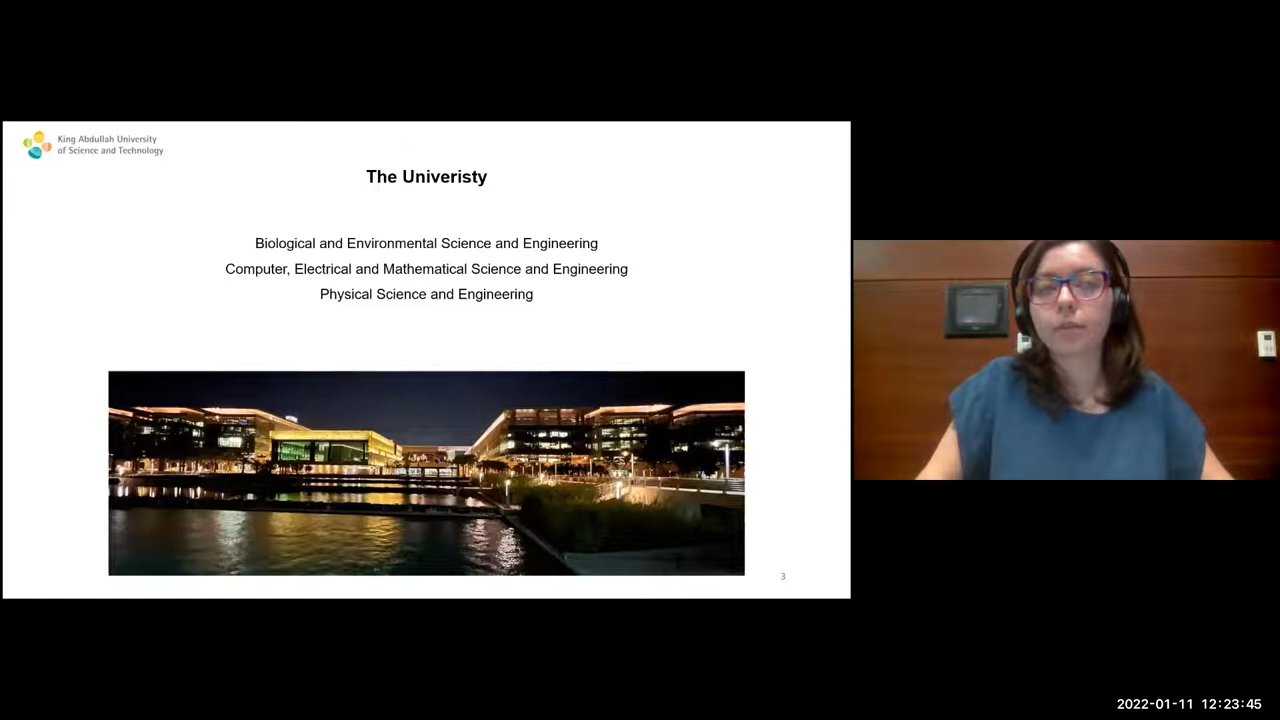 King Abdullah University
of Science and Technology
The Univeristy
Biological and Environmental Science and Engineering
Computer, Electrical and Mathematical Science and Engineering
Physical Science and Engineering
3
2022-01-11 12:23:45